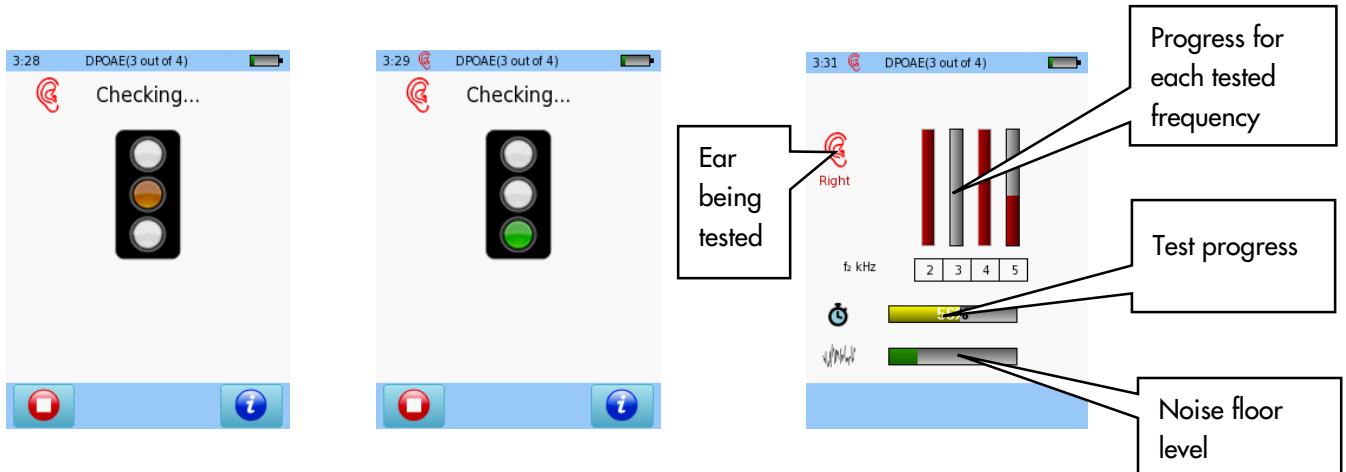 3:28 DPOAE(3 out of 4)
Checking...
3:29 DPOAE(3 out of 4)
Checking...
3:31 DPOAE(3 out of 4)
Right
f₂ kHz 2 3 4 5
Ear
being
tested
Progress for
each tested
frequency
Test progress
Noise floor
level